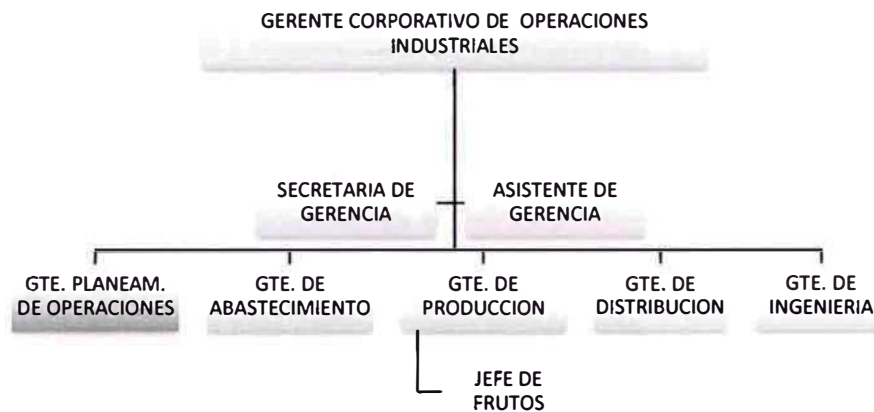 GERENTE CORPORATIVO DE OPERACIONES
INDUSTRIALES
SECRETARIA DE
GERENCIA
ASISTENTE DE
GERENCIA
GTE. PLANEAM.
DE OPERACIONES
GTE. DE
ABASTECIMIENTO
GTE. DE
PRODUCCION
GTE. DE
DISTRIBUCION
GTE. DE
INGENIERIA
JEFE DE
FRUTOS